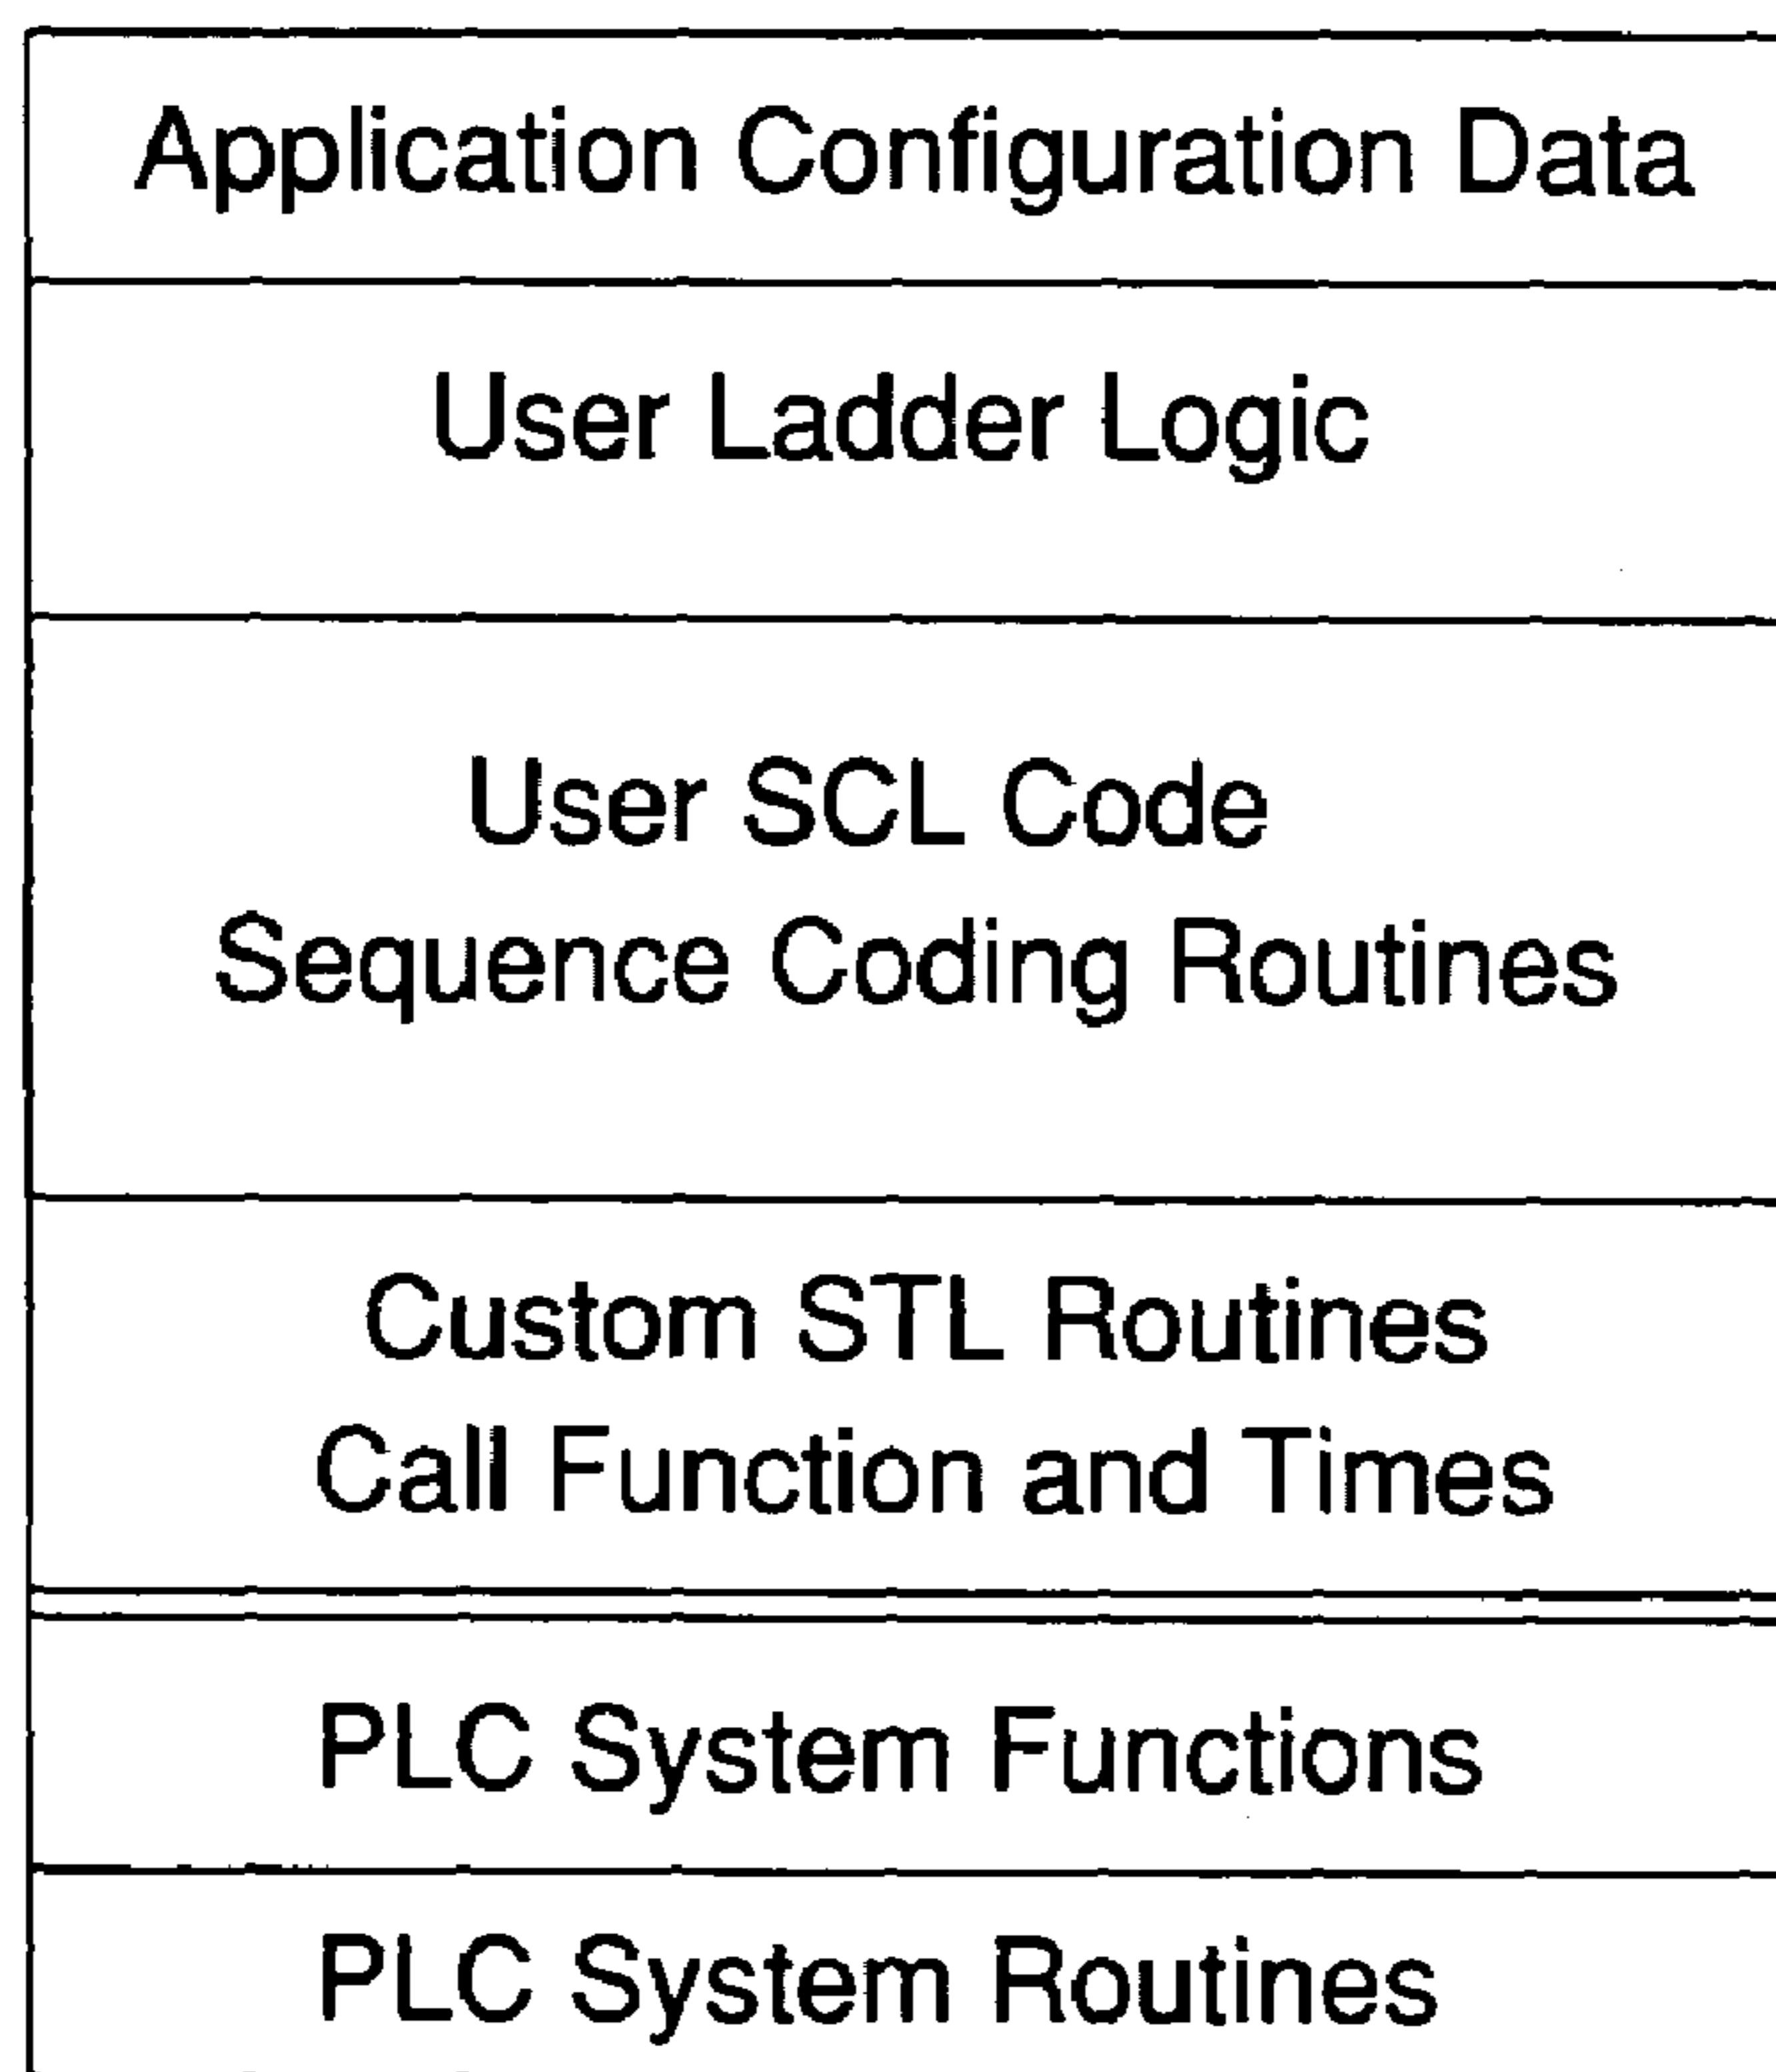 Application Configuration Data
User Ladder Logic
User SCL Code
Sequence Coding Routines
Custom STL Routines
Call Function and Times
PLC System Functions
PLC System Routines